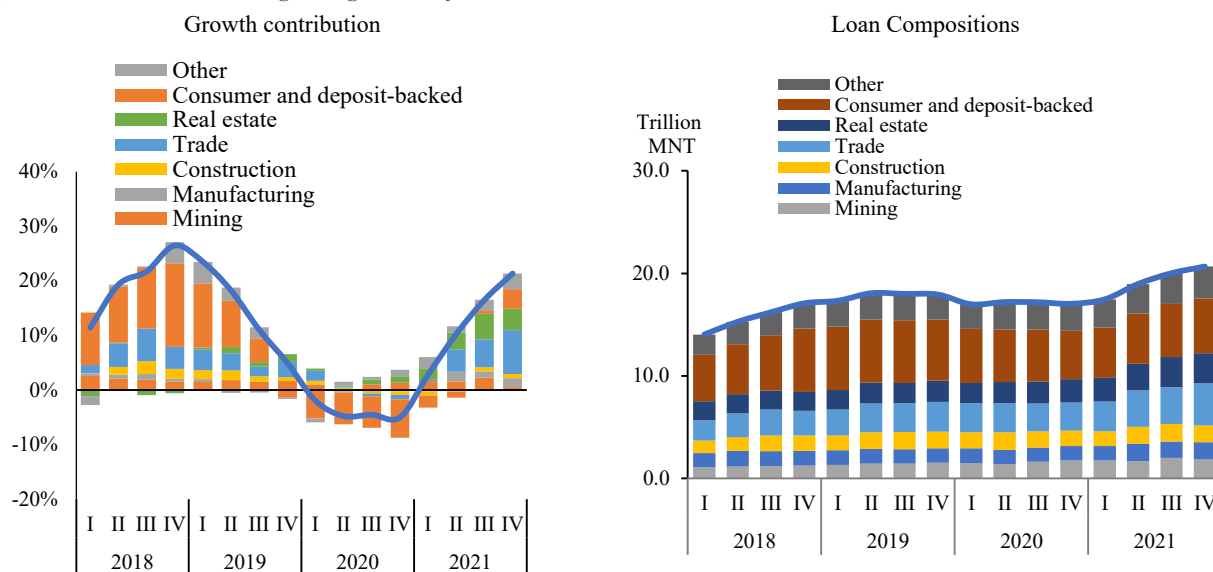 Growth contribution
Other
Consumer and deposit-backed
Real estate
Trade
Construction
Manufacturing
Mining
40%
30%
20%
10%
0%
-10%
-20%
I II III IV I II III IV I II III IV I II III IV
2018 2019 2020 2021
Loan Compositions
Other
Consumer and deposit-backed
Real estate
Trade
Construction
Manufacturing
Mining
Trillion
MNT
30.0
20.0
10.0
0.0
I II III IV I II III IV I II III IV I II III IV
2018 2019 2020 2021